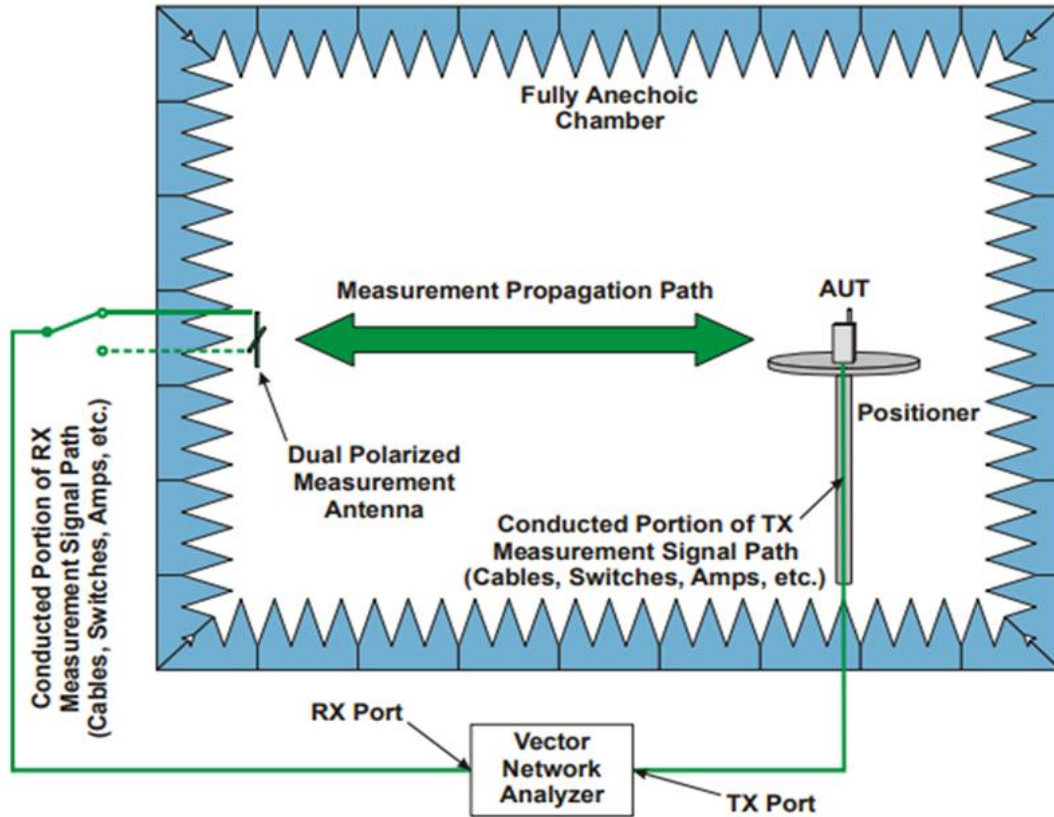 Fully Anechoic
Chamber
Measurement Propagation Path
AUT
Positioner
Dual Polarized
Measurement
Antenna
Conducted Portion of TX
Measurement Signal Path
(Cables, Switches, Amps, etc.)
Conducted Portion of RX
Measurement Signal Path
(Cables, Switches, Amps, etc.)
RX Port
Vector
Network
Analyzer
TX Port